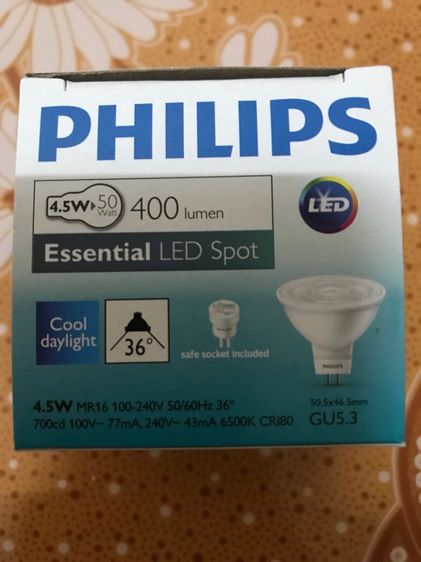 PHILIPS
4.5W 50 Watt 400 lumen
LED
Essential LED Spot
Cool daylight
36°
safe socket included
PHILIPS
4.5W MR16 100-240V 50/60Hz 36°
700cd 100V~ 77mA, 240V~ 43mA 6500K CRI80
50.5x46.5mm
GU5.3